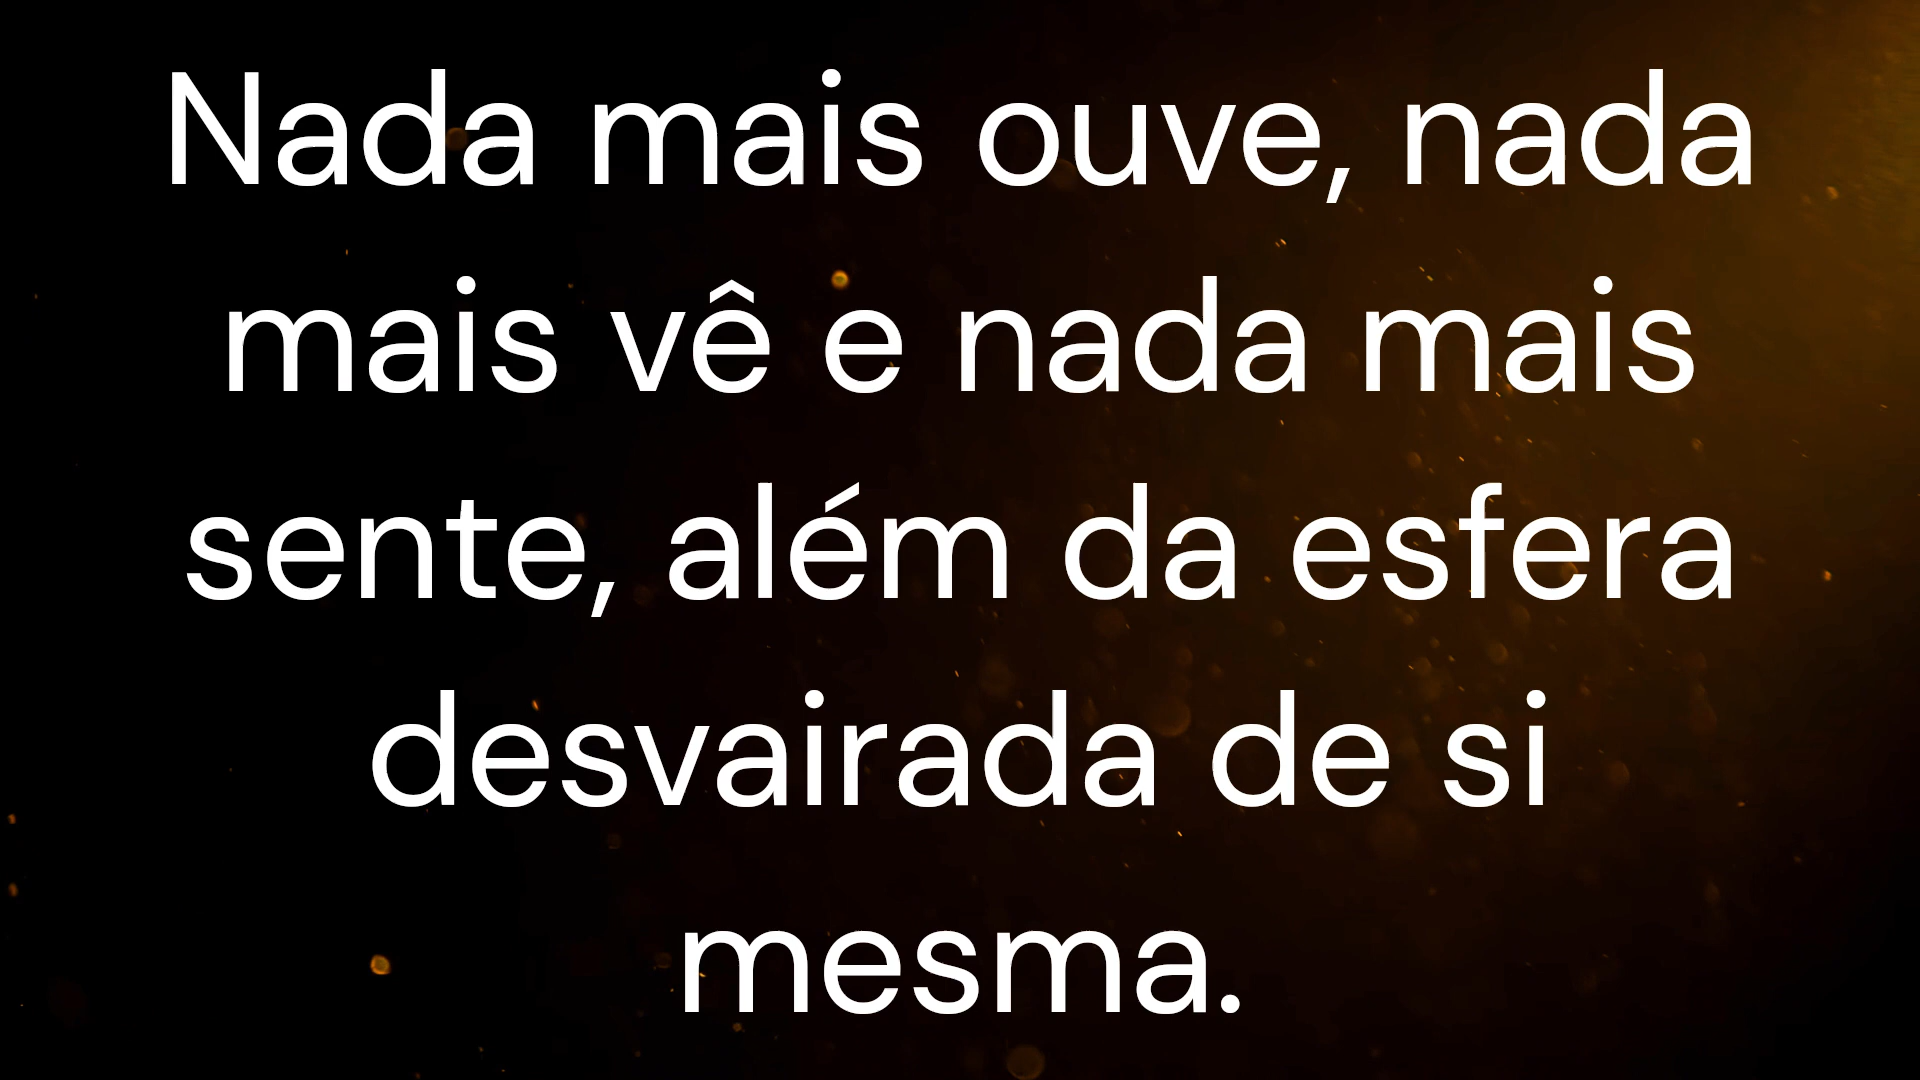 Nada mais ouve, nada
mais vê e nada mais
sente, além da esfera
desvairada de si
mesma.